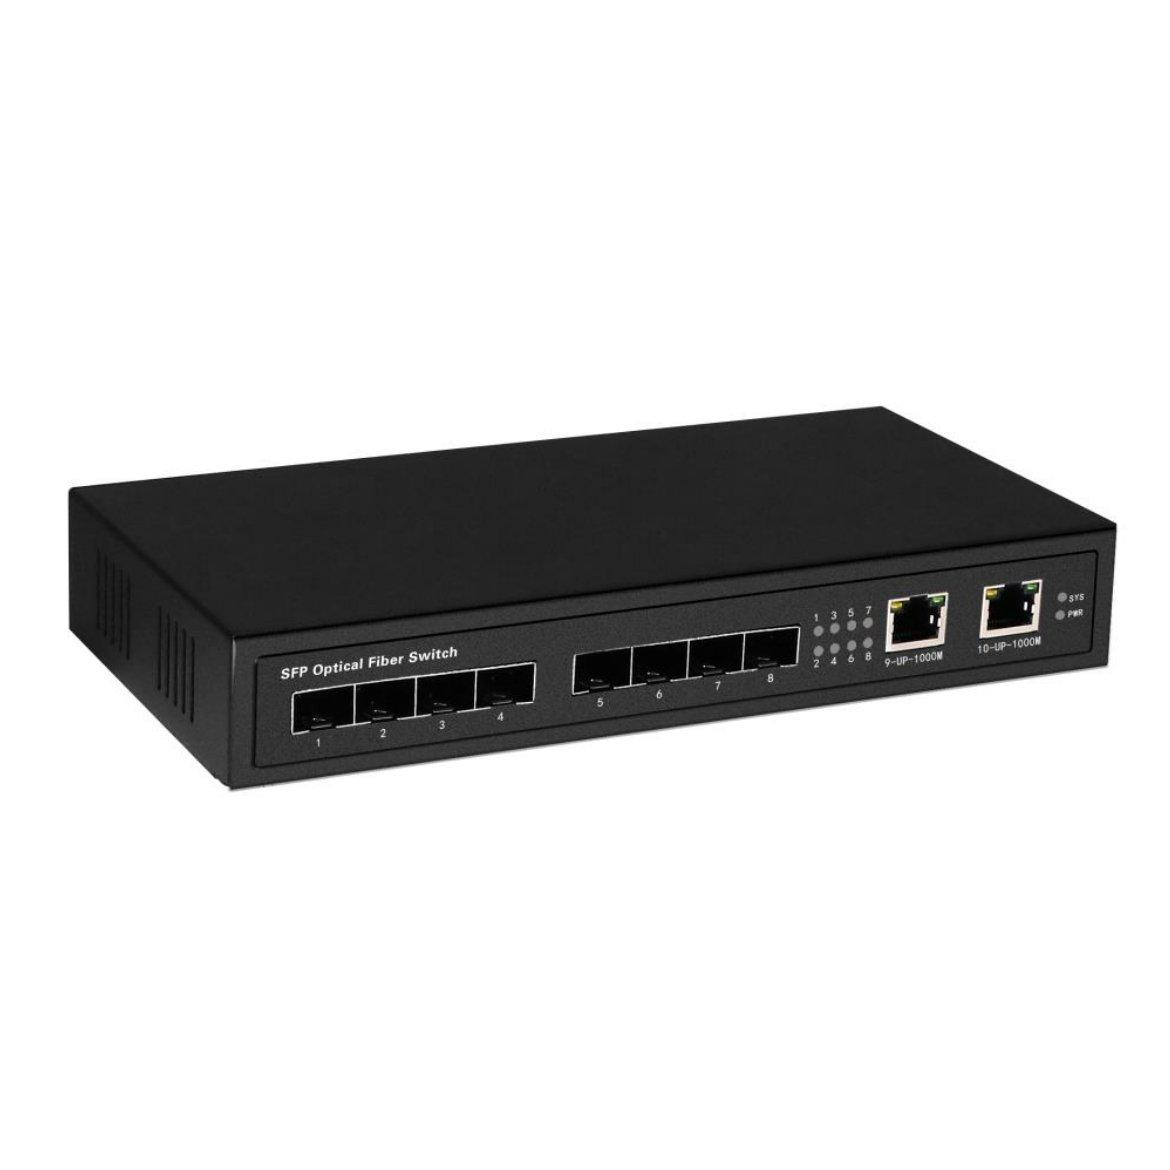 SFP Optical Fiber Switch
1 2 3 4
5 6 7 8
1 3 5 7
2 4 6 8
9-UP-1000M
10-UP-1000M
SYS
PWR